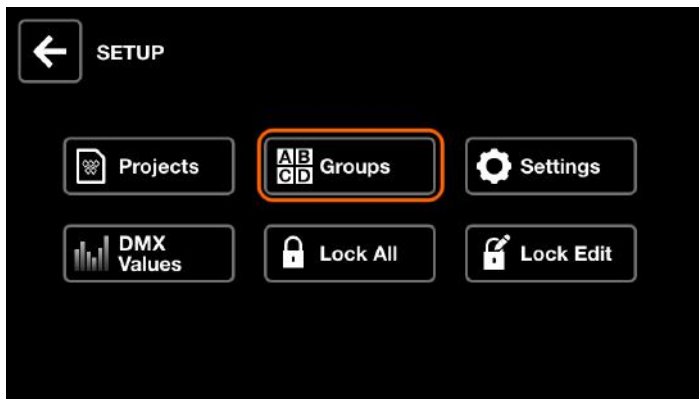 SETUP
Projects
AB
CD
Groups
Settings
DMX
Values
Lock All
Lock Edit